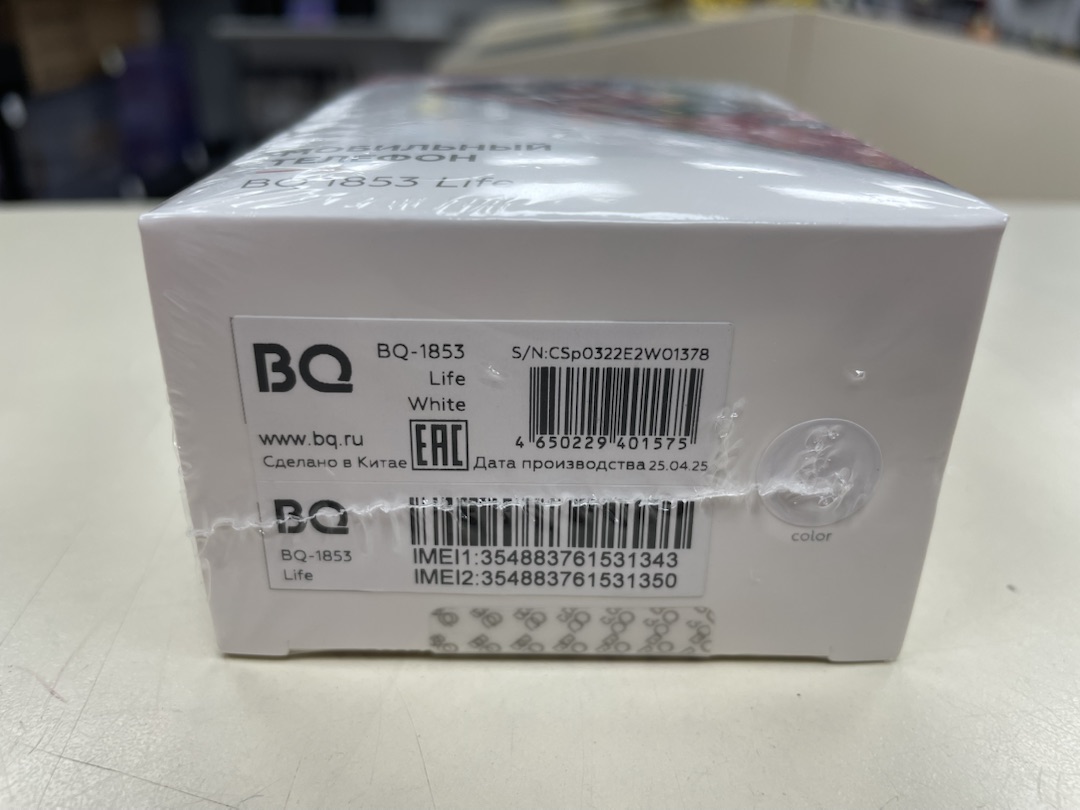 МОБИЛЬНЫЙ
ТЕЛЕФОН
BQ-1853 Life
BQ
BQ-1853
Life
White
S/N:CSp0322E2W01378
4 650229 401575
www.bq.ru
EAC
Сделано в Китае
Дата производства 25.04.25
BQ
BQ-1853
Life
IMEI1:354883761531343
IMEI2:354883761531350
color